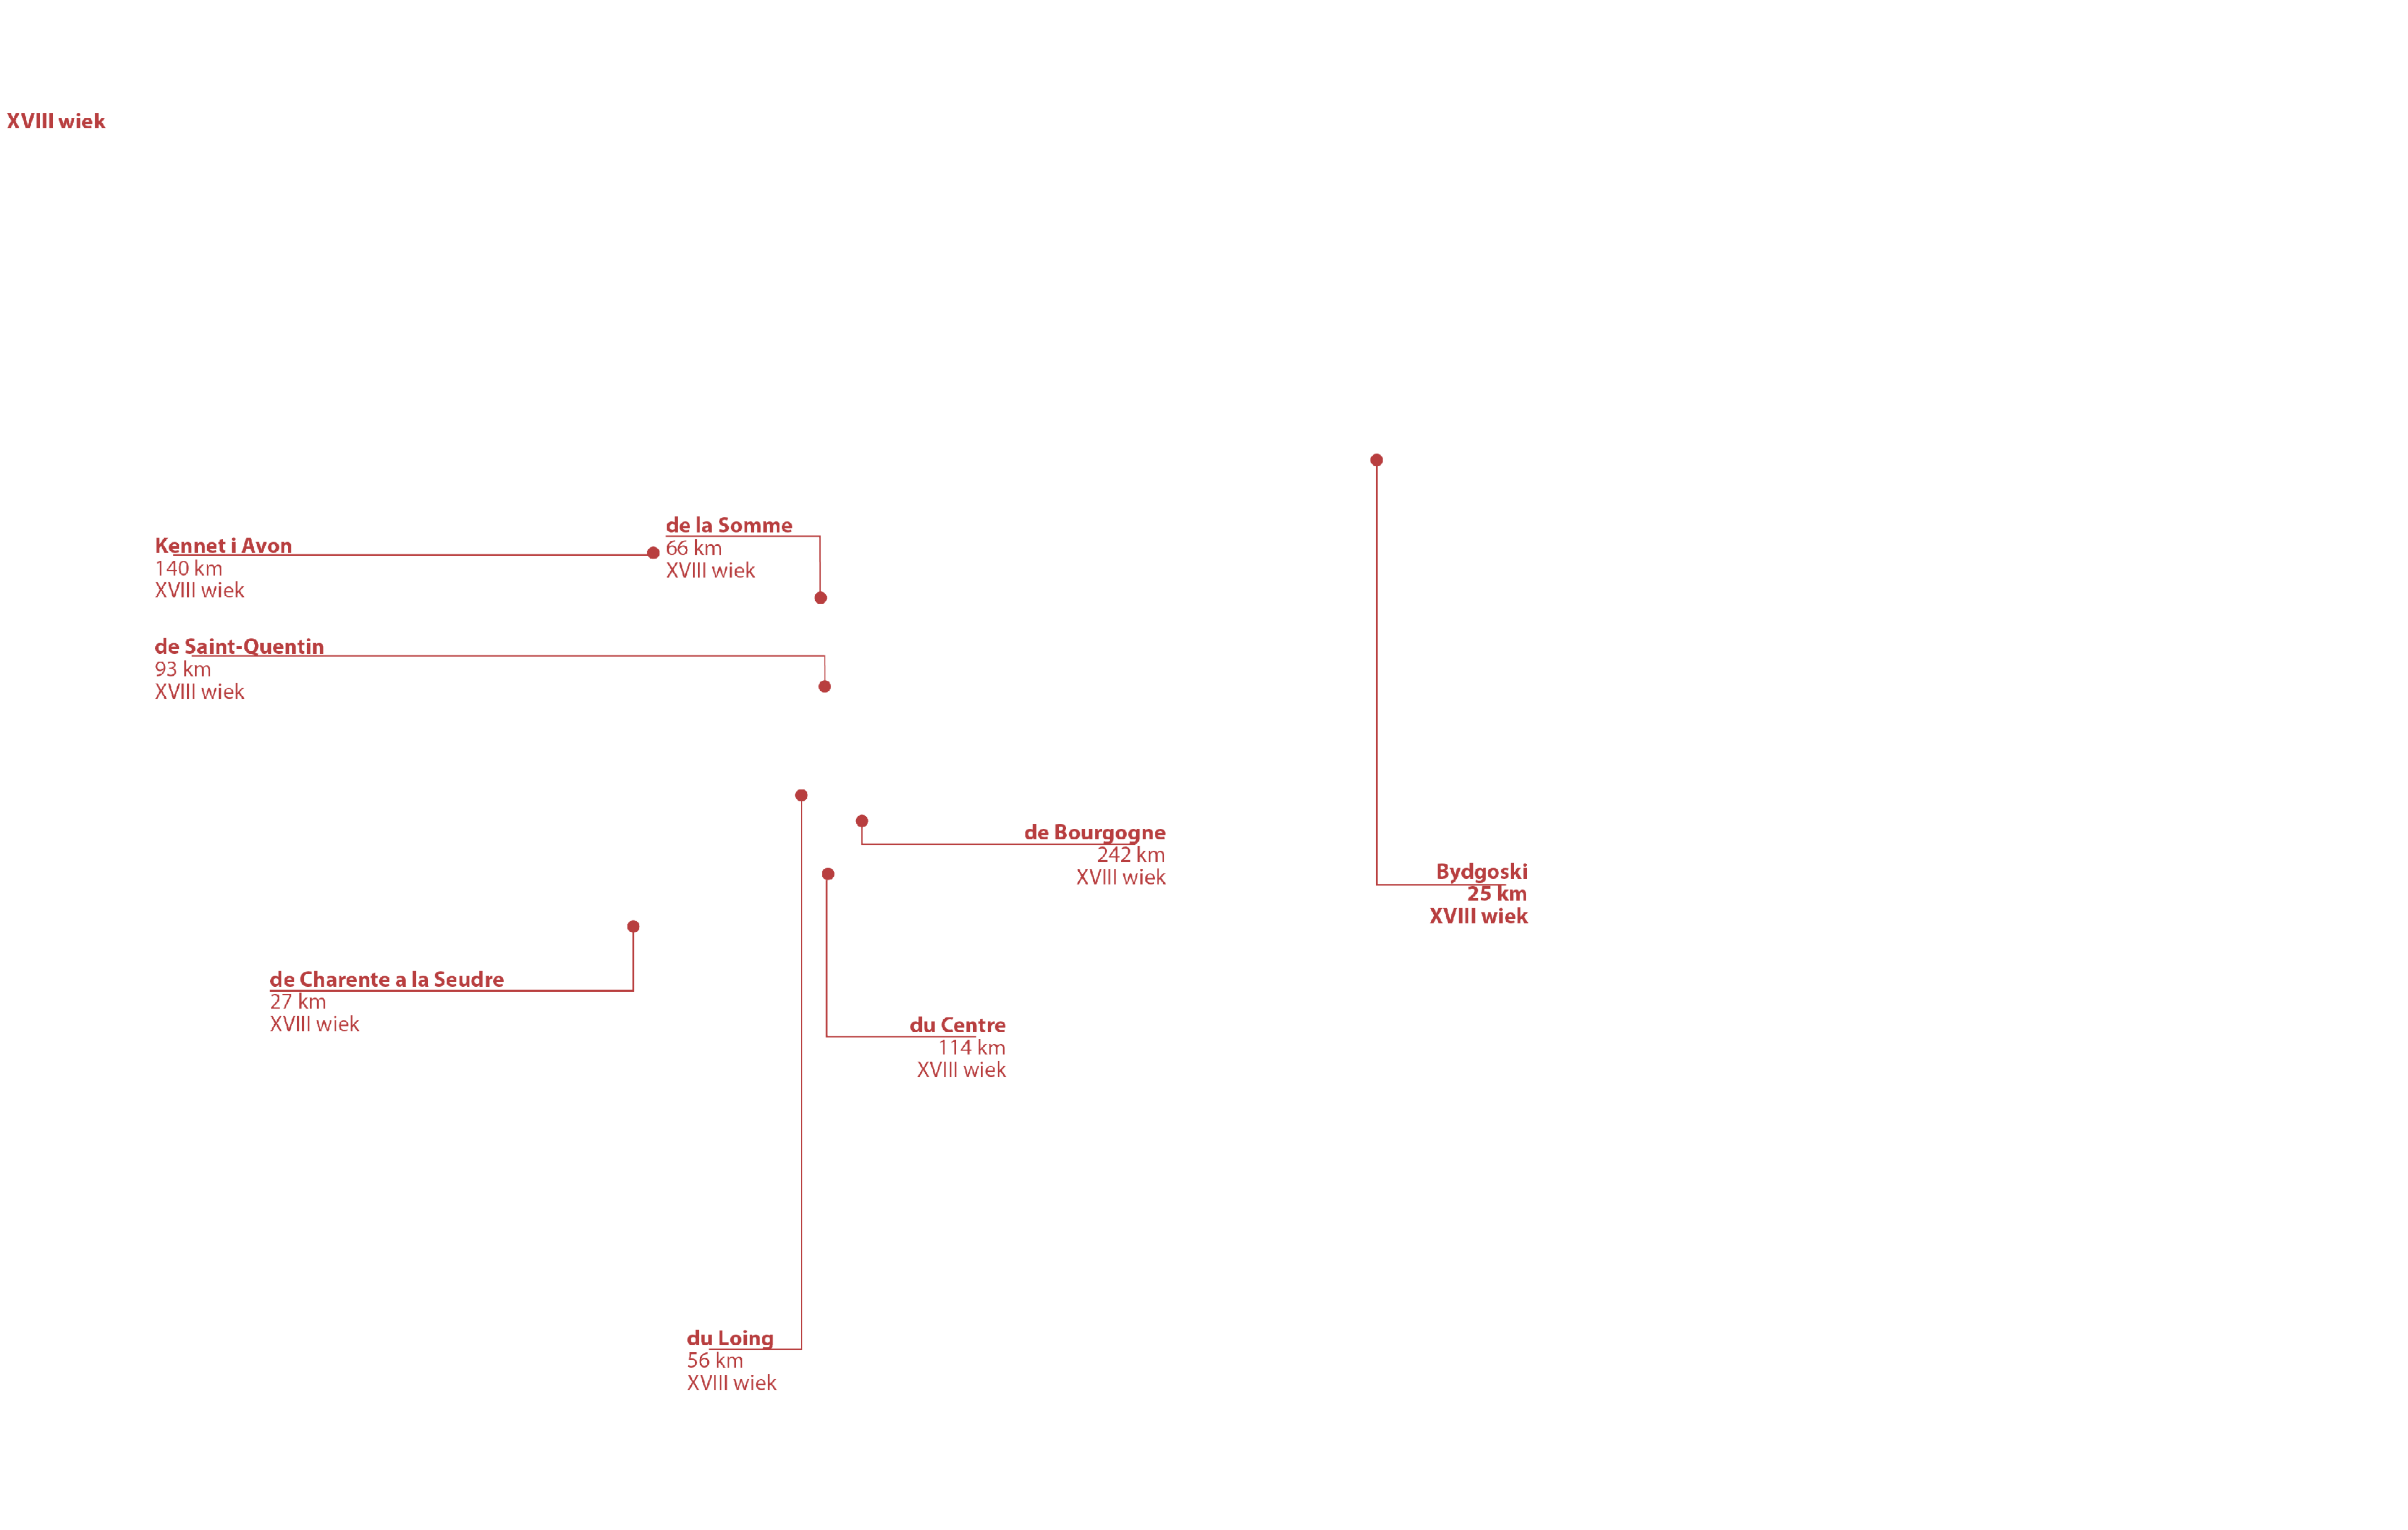 XVIII wiek
de la Somme
66 km
XVIII wiek
Kennet i Avon
140 km
XVIII wiek
de Saint-Quentin
93 km
XVIII wiek
de Bourgogne
242 km
XVIII wiek
Bydgoski
25 km
XVIII wiek
de Charente a la Seudre
27 km
XVIII wiek
du Centre
114 km
XVIII wiek
du Loing
56 km
XVIII wiek